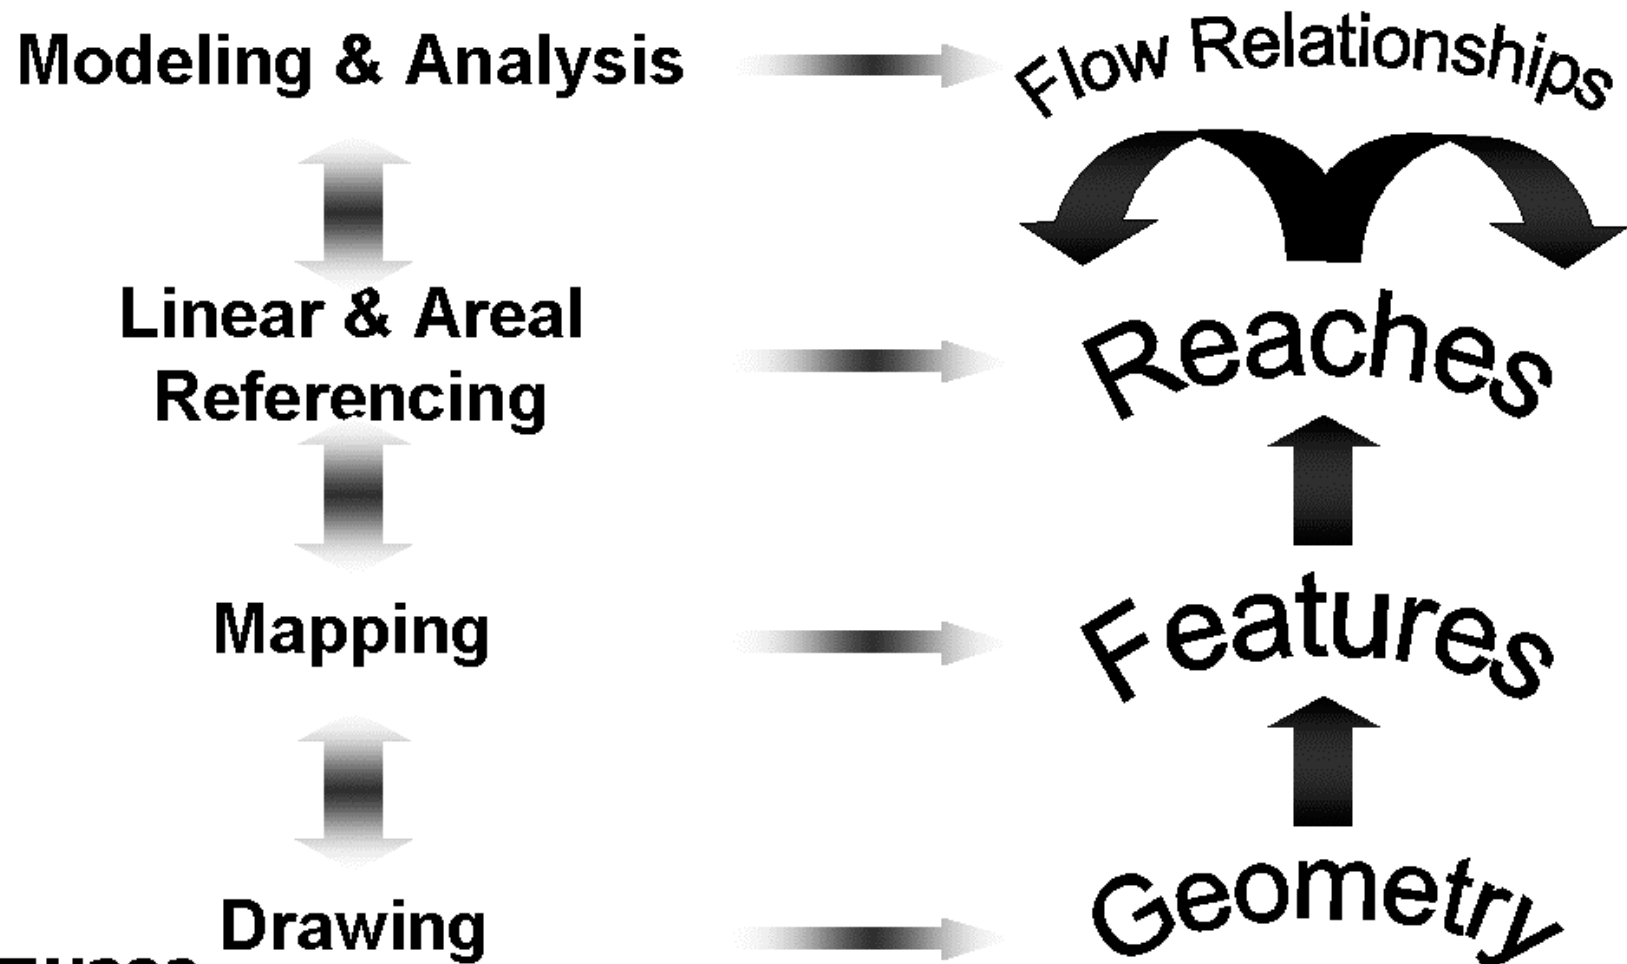 Modeling & Analysis
Flow Relationships
Linear & Areal
Referencing
Reaches
Mapping
Features
Drawing
Geometry